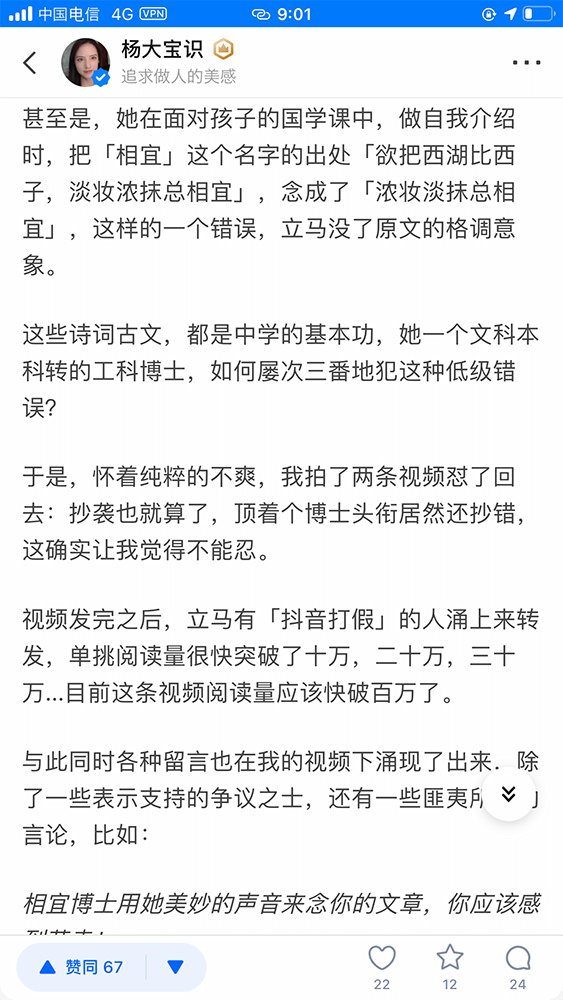 中国电信 4G VPN 9:01
杨大宝识
追求做人的美感
甚至是，她在面对孩子的国学课中，做自我介绍
时，把「相宜」这个名字的出处「欲把西湖比西
子，淡妆浓抹总相宜」，念成了「浓妆淡抹总相
宜」，这样的一个错误，立马没了原文的格调意
象。
这些诗词古文，都是中学的基本功，她一个文科本
科转的工科博士，如何屡次三番地犯这种低级错
误？
于是，怀着纯粹的不爽，我拍了两条视频怼了回
去：抄袭也就算了，顶着个博士头衔居然还抄错，
这确实让我觉得不能忍。
视频发完之后，立马有「抖音打假」的人涌上来转
发，单挑阅读量很快突破了十万，二十万，三十
万...目前这条视频阅读量应该快破百万了。
与此同时各种留言也在我的视频下涌现了出来．除
了一些表示支持的争议之士，还有一些匪夷所
言论，比如：
相宜博士用她美妙的声音来念你的文章，你应该感
赞同 67
22
12
24